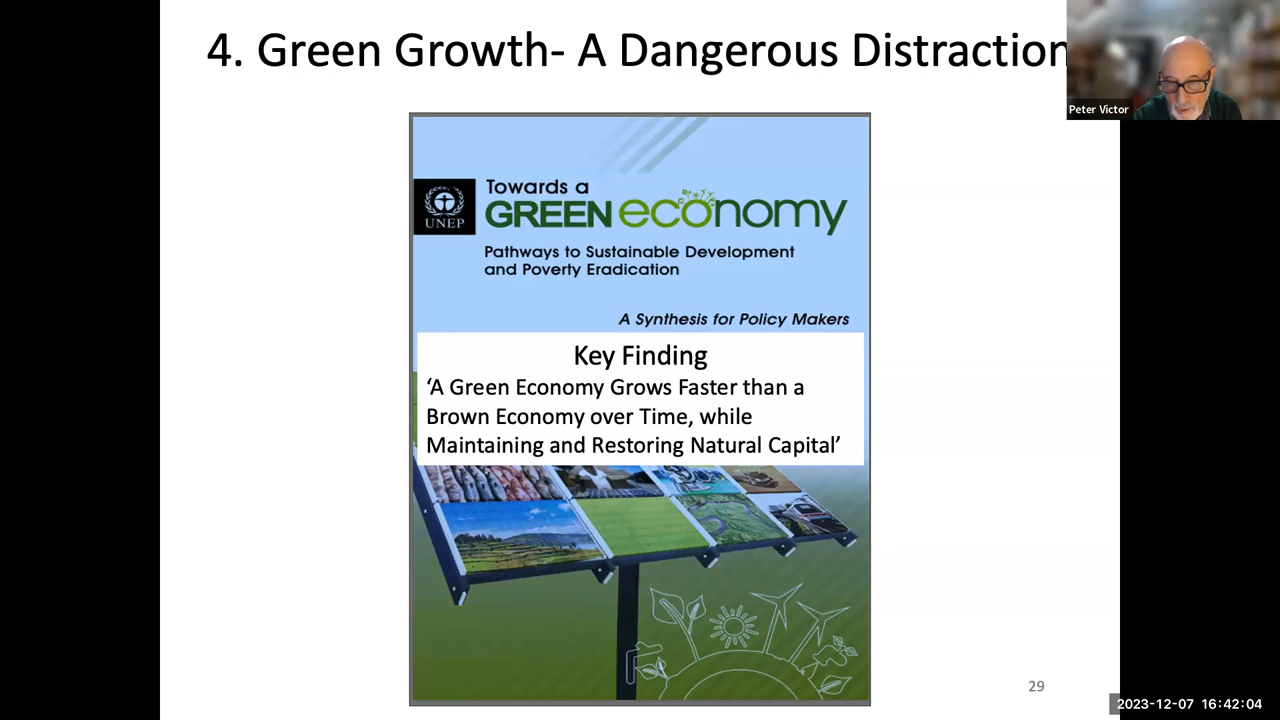 4. Green Growth- A Dangerous Distraction
Peter Victor
UNEP
Towards a
GREEN economy
Pathways to Sustainable Development
and Poverty Eradication
A Synthesis for Policy Makers
Key Finding
‘A Green Economy Grows Faster than a
Brown Economy over Time, while
Maintaining and Restoring Natural Capital’
29
2023-12-07 16:42:04